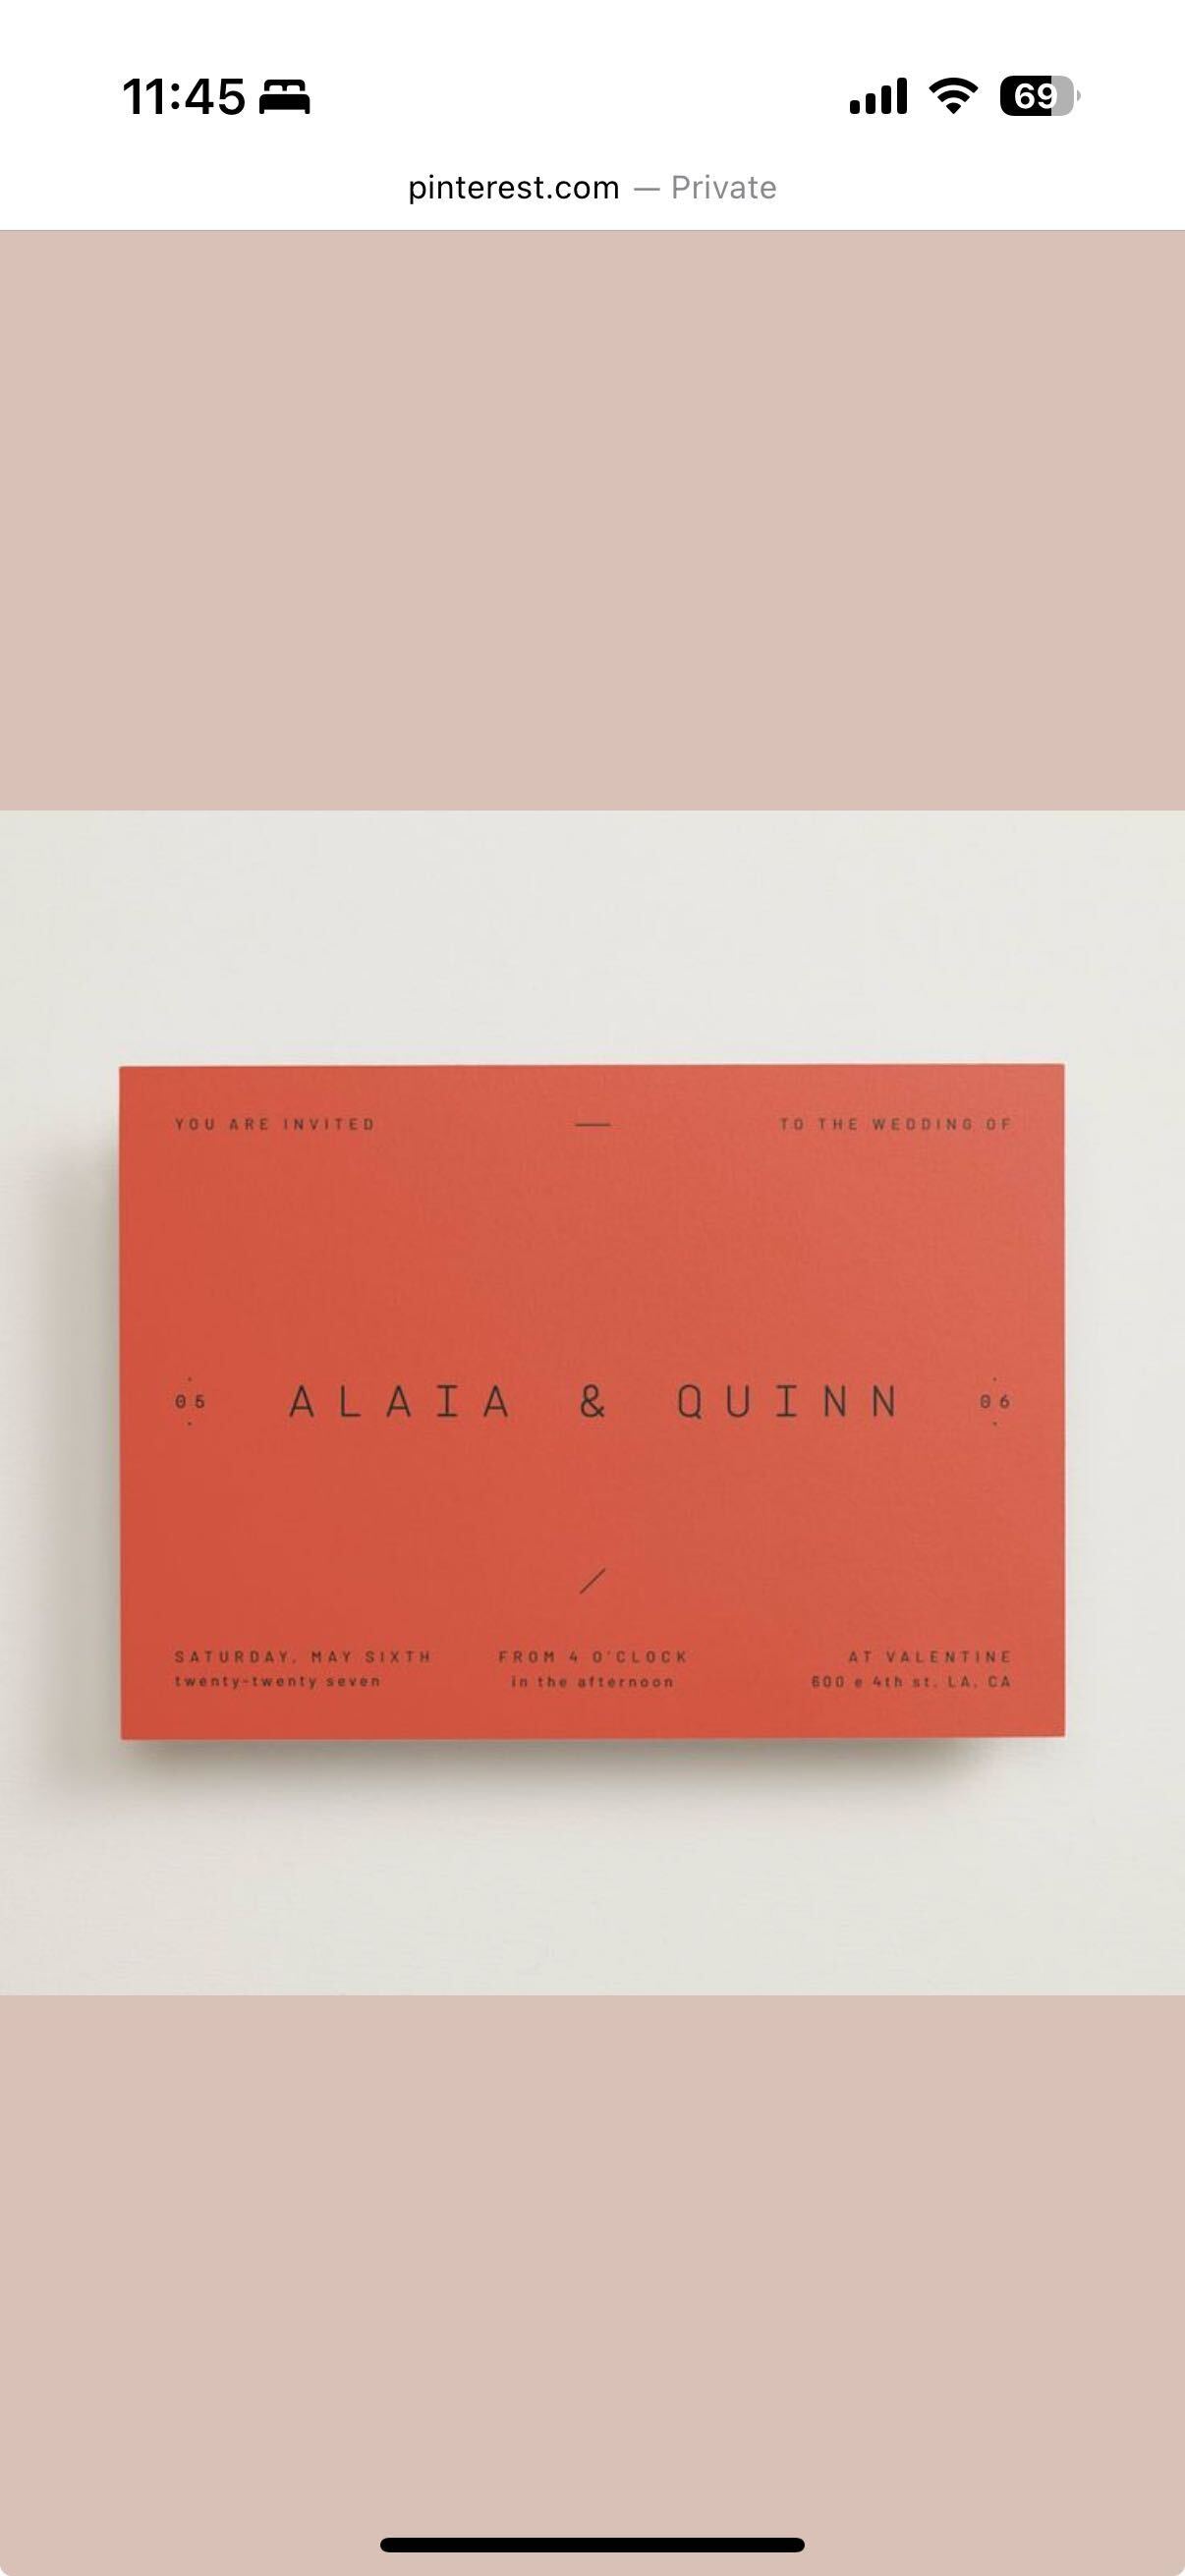 11:45
69
pinterest.com — Private
YOU ARE INVITED
TO THE WEDDING OF
05
ALAIA & QUINN
06
SATURDAY, MAY SIXTH
twenty-twenty seven
FROM 4 O'CLOCK
in the afternoon
AT VALENTINE
600 e 4th st. LA, CA